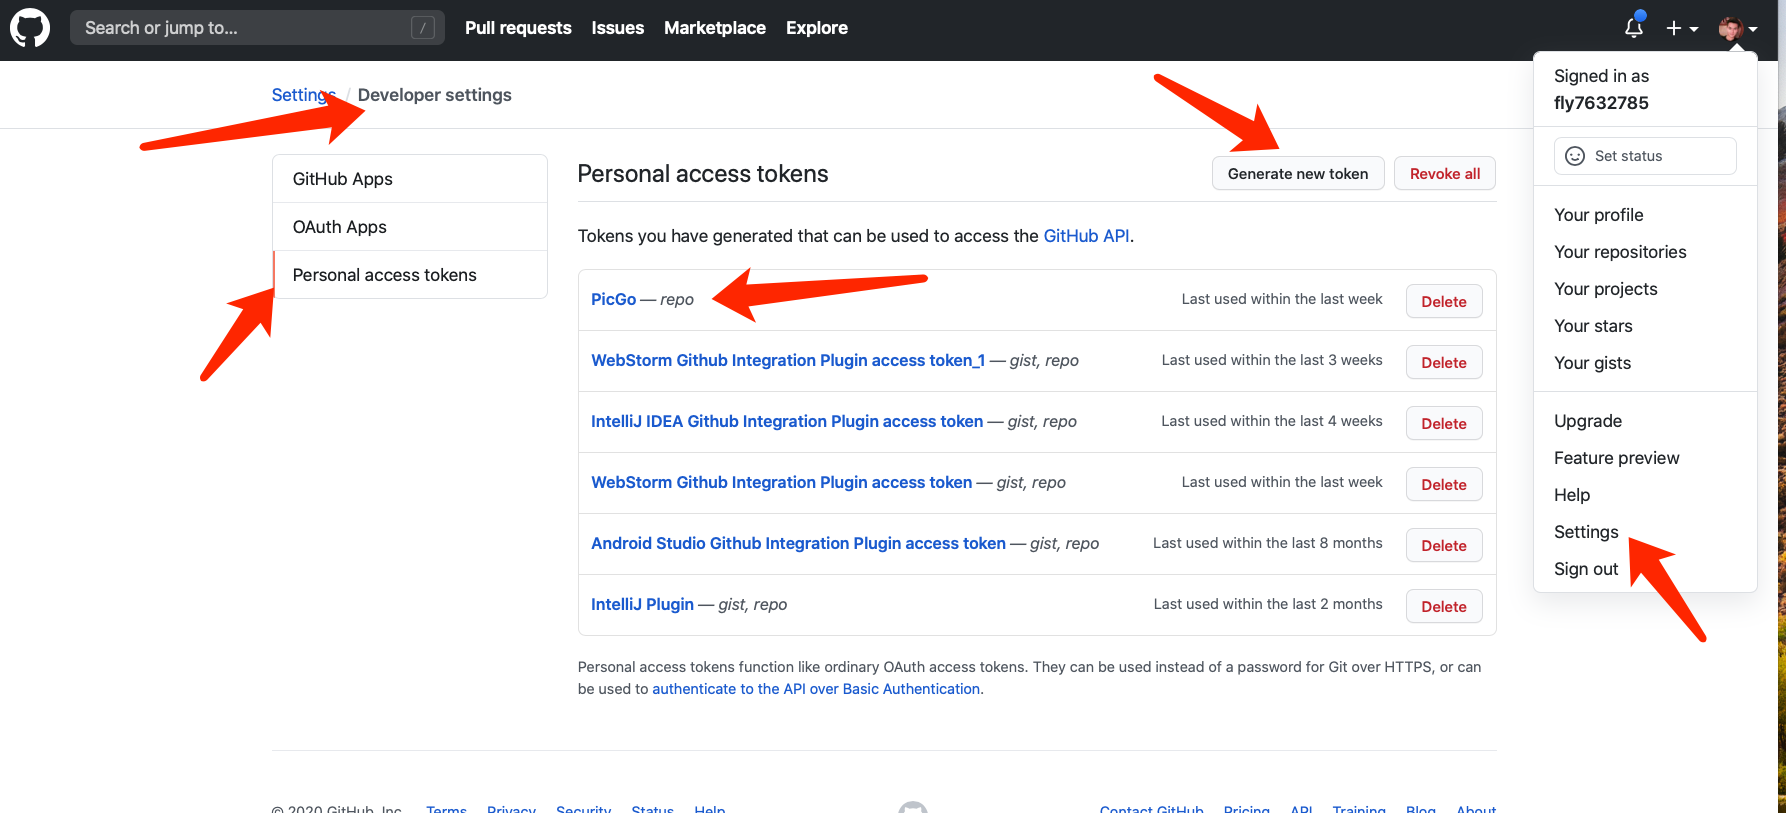 Search or jump to... /
Pull requests Issues Marketplace Explore
Signed in as
fly7632785
Set status
Your profile
Your repositories
Your projects
Your stars
Your gists
Upgrade
Feature preview
Help
Settings
Sign out
Settings / Developer settings
GitHub Apps
OAuth Apps
Personal access tokens
Personal access tokens
Generate new token
Revoke all
Tokens you have generated that can be used to access the GitHub API.
PicGo — repo Last used within the last week Delete
WebStorm Github Integration Plugin access token_1 — gist, repo Last used within the last 3 weeks Delete
IntelliJ IDEA Github Integration Plugin access token — gist, repo Last used within the last 4 weeks Delete
WebStorm Github Integration Plugin access token — gist, repo Last used within the last week Delete
Android Studio Github Integration Plugin access token — gist, repo Last used within the last 8 months Delete
IntelliJ Plugin — gist, repo Last used within the last 2 months Delete
Personal access tokens function like ordinary OAuth access tokens. They can be used instead of a password for Git over HTTPS, or can
be used to authenticate to the API over Basic Authentication.
© 2020 GitHub, Inc. Terms Privacy Security Status Help Contact GitHub Pricing API Training Blog About